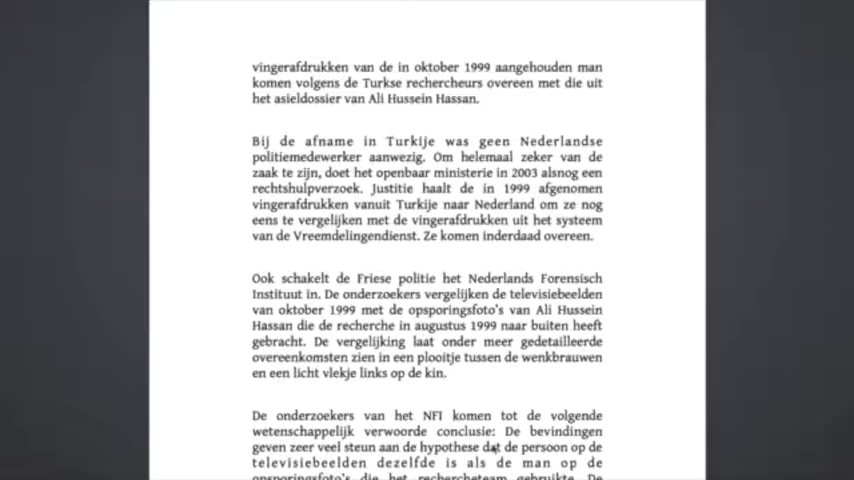 vingerafdrukken van de in oktober 1999 aangehouden man
komen volgens de Turkse rechercheurs overeen met die uit
het asieldossier van Ali Hussein Hassan.
Bij de afname in Turkije was geen Nederlandse
politiemedewerker aanwezig. Om helemaal zeker van de
zaak te zijn, doet het openbaar ministerie in 2003 alsnog een
rechtshulpverzoek. Justitie haalt de in 1999 afgenomen
vingerafdrukken vanuit Turkije naar Nederland om ze nog
eens te vergelijken met de vingerafdrukken uit het systeem
van de Vreemdelingendienst. Ze komen inderdaad overeen.
Ook schakelt de Friese politie het Nederlands Forensisch
Instituut in. De onderzoekers vergelijken de televisiebeelden
van oktober 1999 met de opsporingsfoto's van Ali Hussein
Hassan die de recherche in augustus 1999 naar buiten heeft
gebracht. De vergelijking laat onder meer gedetailleerde
overeenkomsten zien in een plooitje tussen de wenkbrauwen
en een licht vlekje links op de kin.
De onderzoekers van het NFI komen tot de volgende
wetenschappelijk verwoorde conclusie: De bevindingen
geven zeer veel steun aan de hypothese dat de persoon op de
televisiebeelden dezelfde is als de man op de
opsporingsfoto's die het rechercheteam gebruikte. De